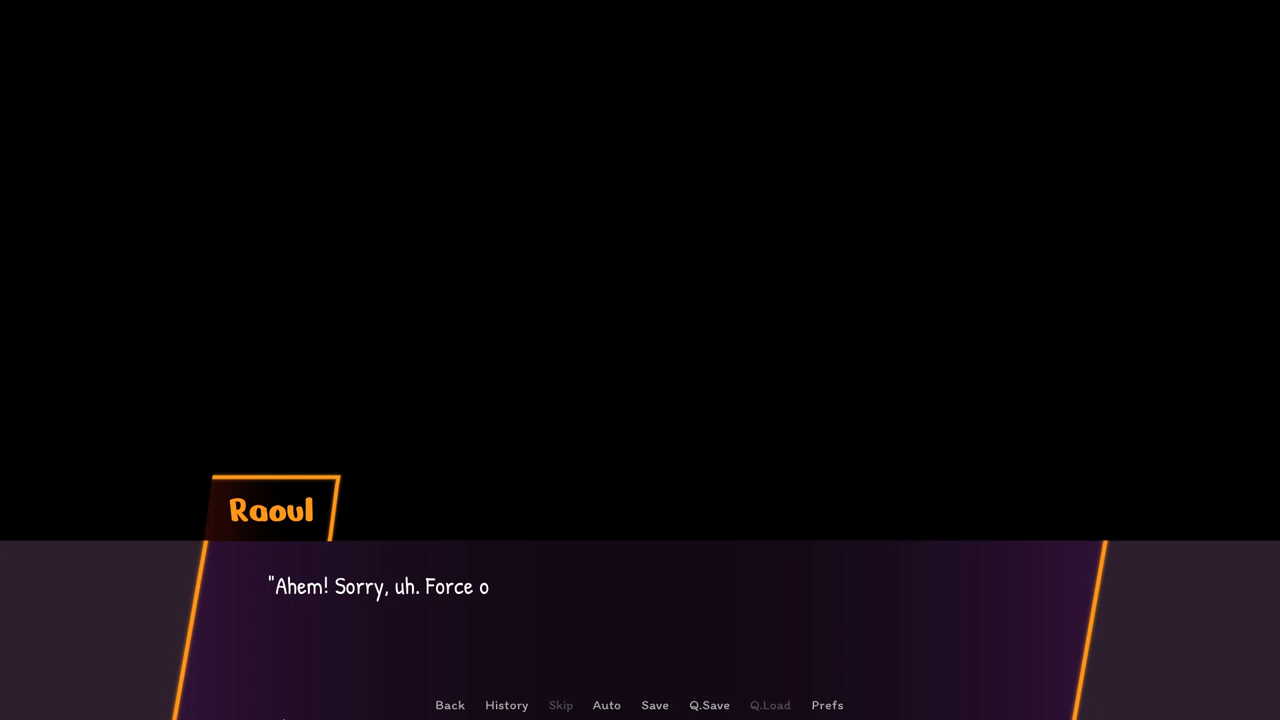 Raoul
"Ahem! Sorry, uh. Force o
Back History Skip Auto Save Q.Save Q.Load Prefs